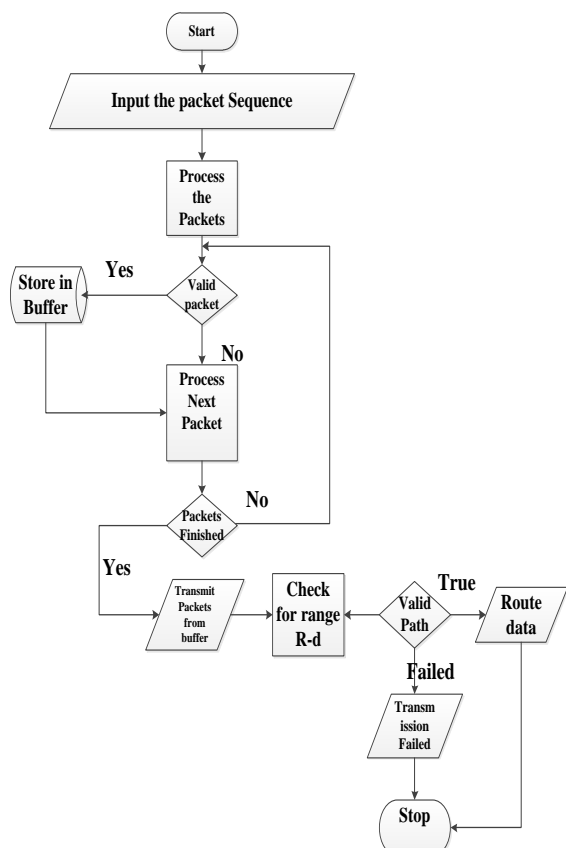 Start
Input the packet Sequence
Process
the
Packets
Yes
Store in
Buffer
Valid
packet
No
Process
Next
Packet
No
Packets
Finished
Yes
Transmit
Packets
from
buffer
Check
for range
R-d
Valid
Path
True
Route
data
Failed
Transm
ission
Failed
Stop